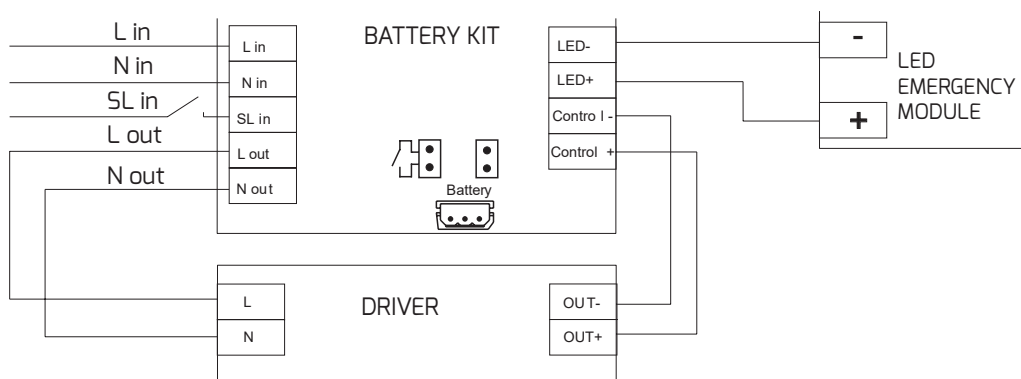 L in
N in
SL in
L out
N out
BATTERY KIT
L in
N in
SL in
L out
N out
LED-
LED+
Contro l -
Control +
Battery
-
+
LED
EMERGENCY
MODULE
DRIVER
L
N
OUT-
OUT+